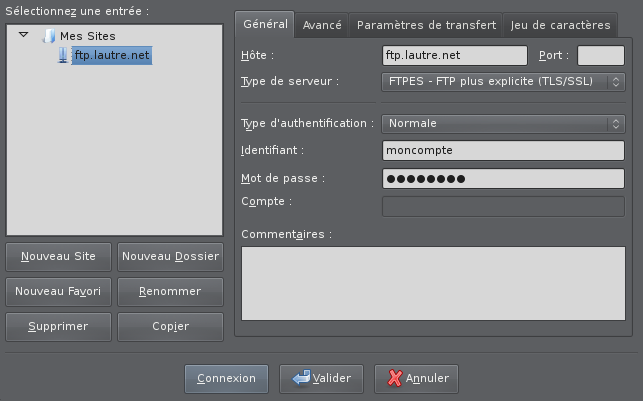 Sélectionnez une entrée :
Mes Sites
ftp.lautre.net
Nouveau Site
Nouveau Dossier
Nouveau Favori
Renommer
Supprimer
Copier
Général
Avancé
Paramètres de transfert
Jeu de caractères
Hôte :
ftp.lautre.net
Port :
Type de serveur :
FTPES - FTP plus explicite (TLS/SSL)
Type d'authentification :
Normale
Identifiant :
moncompte
Mot de passe :
●●●●●●●●
Compte :
Commentaires :
Connexion
Valider
Annuler